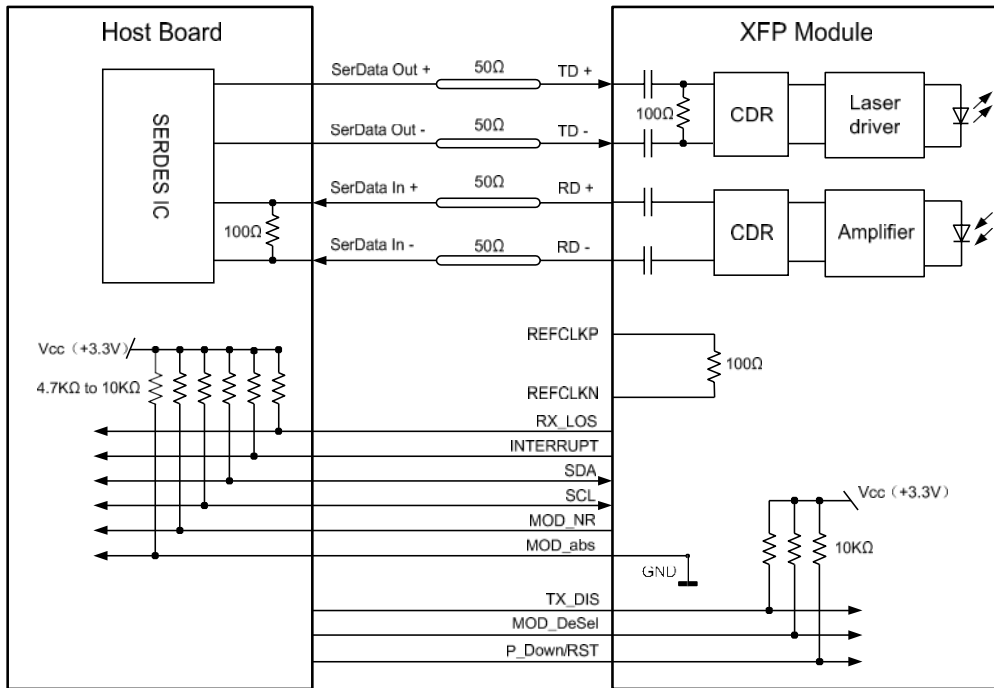 Host Board
XFP Module
SERDES IC
SerData Out +
50Ω
TD +
SerData Out -
50Ω
TD -
SerData In +
50Ω
RD +
SerData In -
50Ω
RD -
100Ω
100Ω
CDR
Laser driver
CDR
Amplifier
REFCLKP
100Ω
REFCLKN
Vcc（+3.3V）
4.7KΩ to 10KΩ
RX_LOS
INTERRUPT
SDA
SCL
MOD_NR
MOD_abs
GND
Vcc（+3.3V）
10KΩ
TX_DIS
MOD_DeSel
P_Down/RST